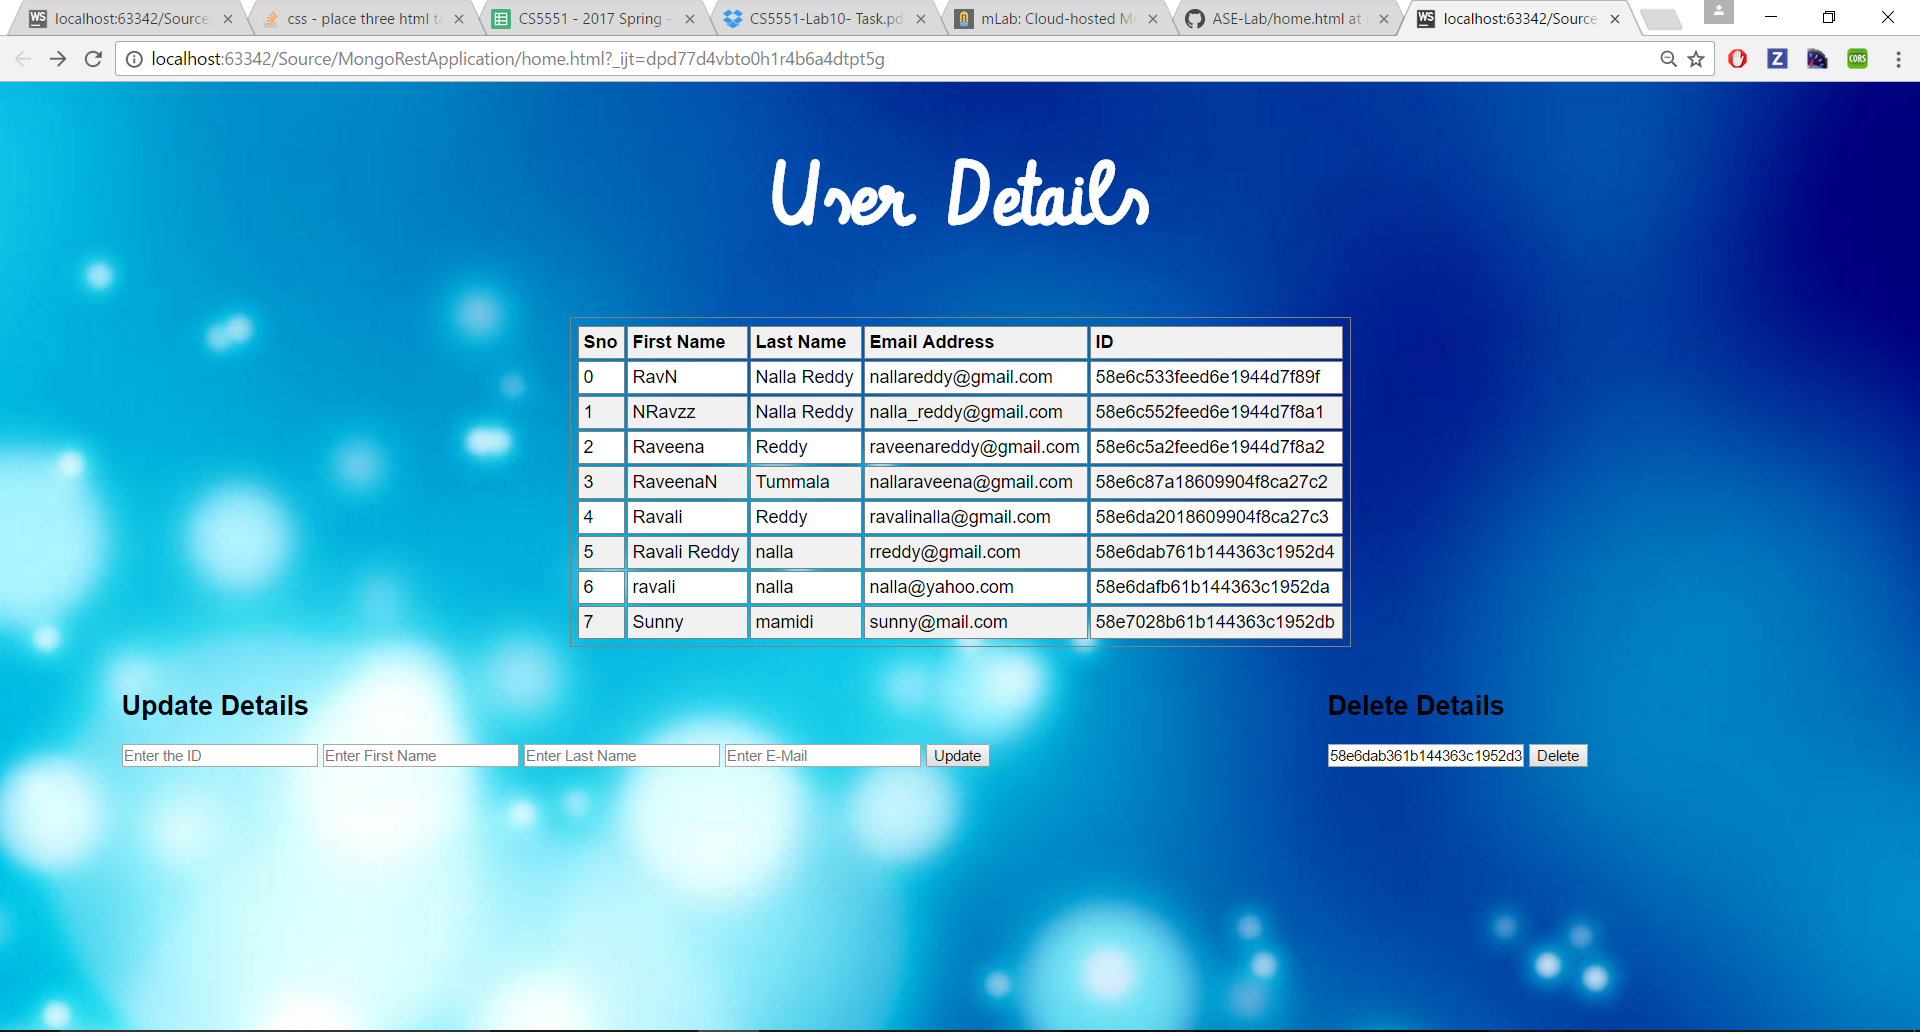 localhost:63342/Source css - place three html ta CS5551 - 2017 Spring - CS5551-Lab10- Task.pd mLab: Cloud-hosted M ASE-Lab/home.html at localhost:63342/Source
localhost:63342/Source/MongoRestApplication/home.html?_ijt=dpd77d4vbto0h1r4b6a4dtpt5g
User Details
Sno First Name Last Name Email Address ID
0 RavN Nalla Reddy nallareddy@gmail.com 58e6c533feed6e1944d7f89f
1 NRavzz Nalla Reddy nalla_reddy@gmail.com 58e6c552feed6e1944d7f8a1
2 Raveena Reddy raveenareddy@gmail.com 58e6c5a2feed6e1944d7f8a2
3 RaveenaN Tummala nallaraveena@gmail.com 58e6c87a18609904f8ca27c2
4 Ravali Reddy ravalinalla@gmail.com 58e6da2018609904f8ca27c3
5 Ravali Reddy nalla rreddy@gmail.com 58e6dab761b144363c1952d4
6 ravali nalla nalla@yahoo.com 58e6dafb61b144363c1952da
7 Sunny mamidi sunny@mail.com 58e7028b61b144363c1952db
Update Details Delete Details
Enter the ID Enter First Name Enter Last Name Enter E-Mail Update 58e6dab361b144363c1952d3 Delete